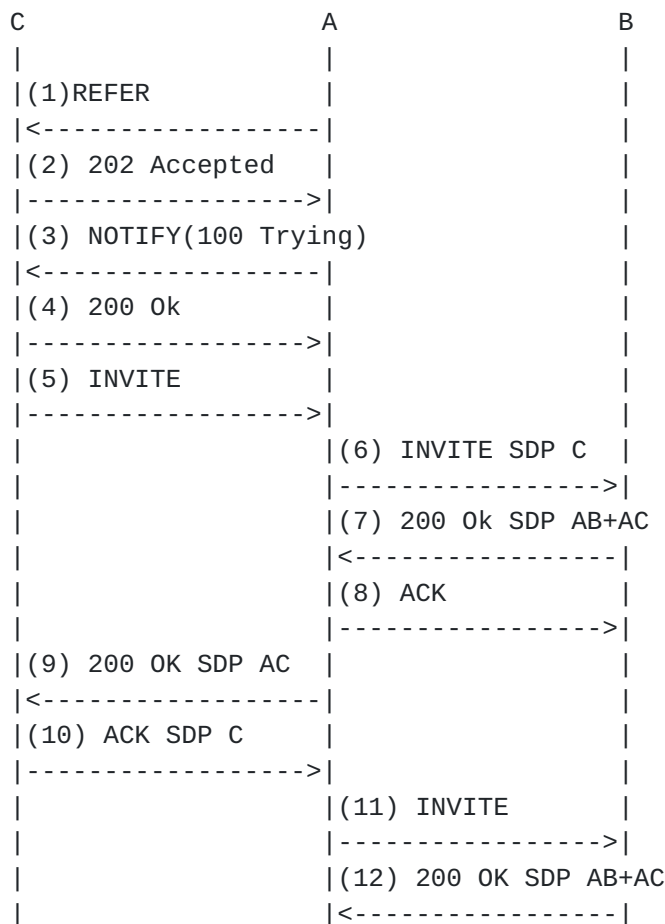 C A B
(1)REFER
(2) 202 Accepted
(3) NOTIFY(100 Trying)
(4) 200 Ok
(5) INVITE
(6) INVITE SDP C
(7) 200 Ok SDP AB+AC
(8) ACK
(9) 200 OK SDP AC
(10) ACK SDP C
(11) INVITE
(12) 200 OK SDP AB+AC